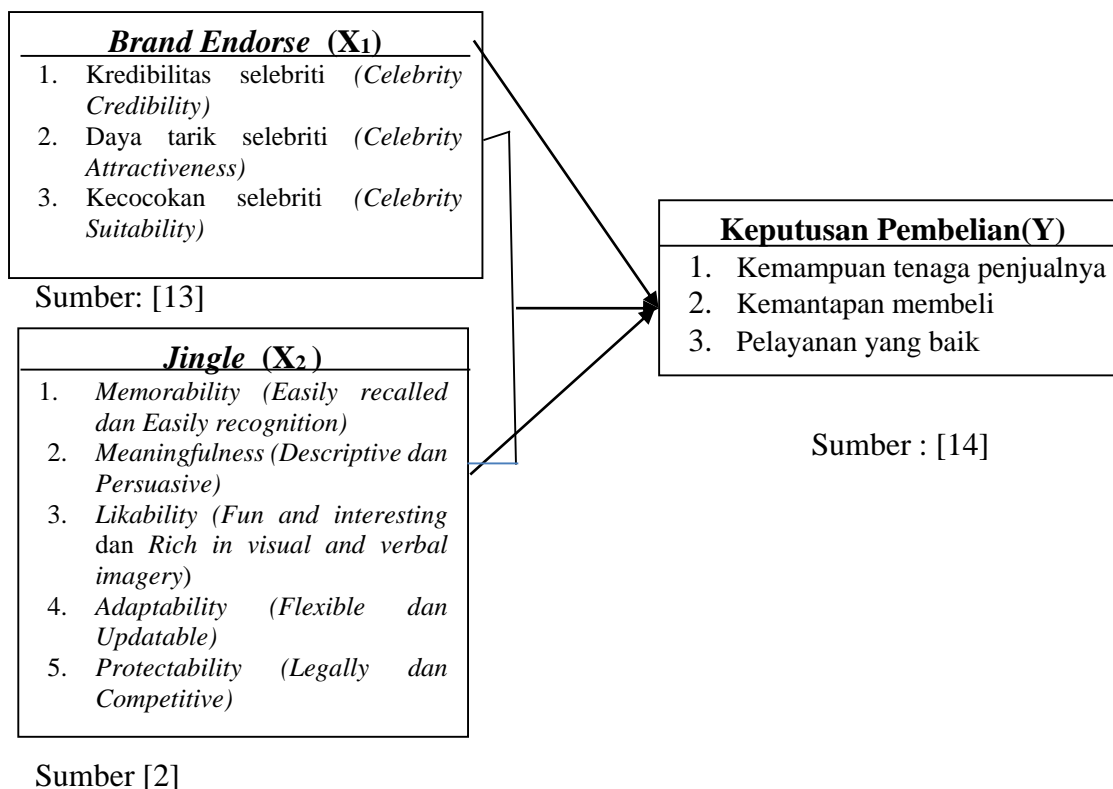 Brand Endorse (X1)
1. Kredibilitas selebriti (Celebrity
Credibility)
2. Daya tarik selebriti (Celebrity
Attractiveness)
3. Kecocokan selebriti (Celebrity
Suitability)
Sumber: [13]
Jingle (X2 )
1. Memorability (Easily recalled
dan Easily recognition)
2. Meaningfulness (Descriptive dan
Persuasive)
3. Likability (Fun and interesting
dan Rich in visual and verbal
imagery)
4. Adaptability (Flexible dan
Updatable)
5. Protectability (Legally dan
Competitive)
Sumber [2]
Keputusan Pembelian(Y)
1. Kemampuan tenaga penjualnya
2. Kemantapan membeli
3. Pelayanan yang baik
Sumber : [14]